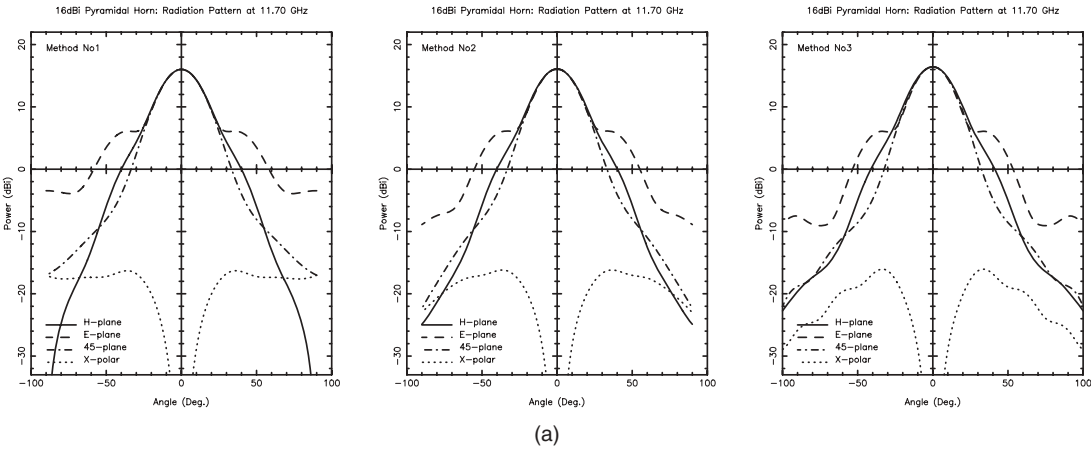 16dBi Pyramidal Horn: Radiation Pattern at 11.70 GHz
Method No1
Power (dBi)
20
10
0
-10
-20
-30
H-plane
E-plane
45-plane
X-polar
-100
-50
0
50
100
Angle (Deg.)
16dBi Pyramidal Horn: Radiation Pattern at 11.70 GHz
Method No2
Power (dBi)
20
10
0
-10
-20
-30
H-plane
E-plane
45-plane
X-polar
-100
-50
0
50
100
Angle (Deg.)
16dBi Pyramidal Horn: Radiation Pattern at 11.70 GHz
Method No3
Power (dBi)
20
10
0
-10
-20
-30
H-plane
E-plane
45-plane
X-polar
-100
-50
0
50
100
Angle (Deg.)
(a)